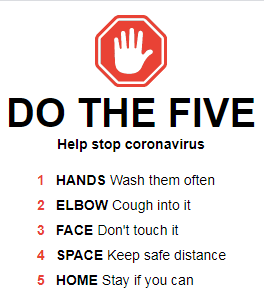 DO THE FIVE
Help stop coronavirus
1 HANDS Wash them often
2 ELBOW Cough into it
3 FACE Don't touch it
4 SPACE Keep safe distance
5 HOME Stay if you can